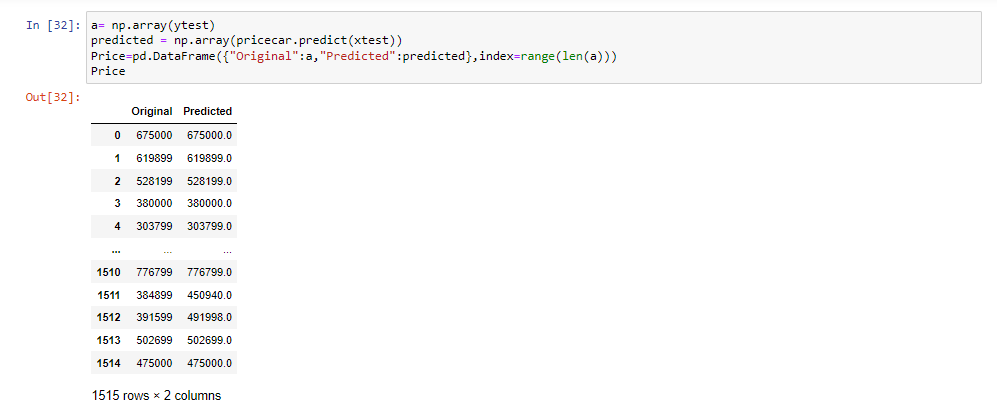 In [32]: a= np.array(ytest)
predicted = np.array(pricecar.predict(xtest))
Price=pd.DataFrame({"Original":a,"Predicted":predicted},index=range(len(a)))
Price
Out[32]:
Original Predicted
0 675000 675000.0
1 619899 619899.0
2 528199 528199.0
3 380000 380000.0
4 303799 303799.0
... ... ...
1510 776799 776799.0
1511 384899 450940.0
1512 391599 491998.0
1513 502699 502699.0
1514 475000 475000.0
1515 rows × 2 columns